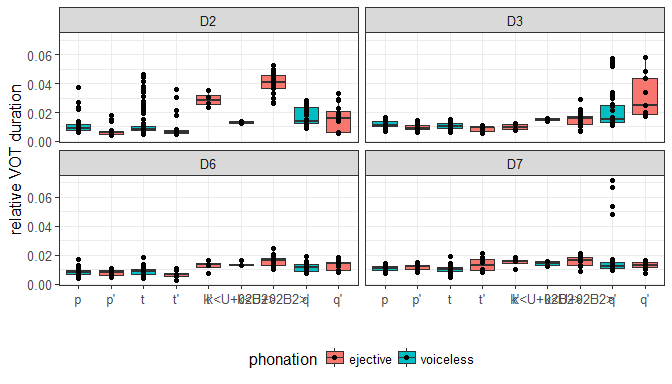 D2
D3
0.06
0.04
0.02
0.00
D6
D7
0.06
0.04
0.02
0.00
p p' t t' q q'
p p' t t' q q'
relative VOT duration
phonation ejective voiceless